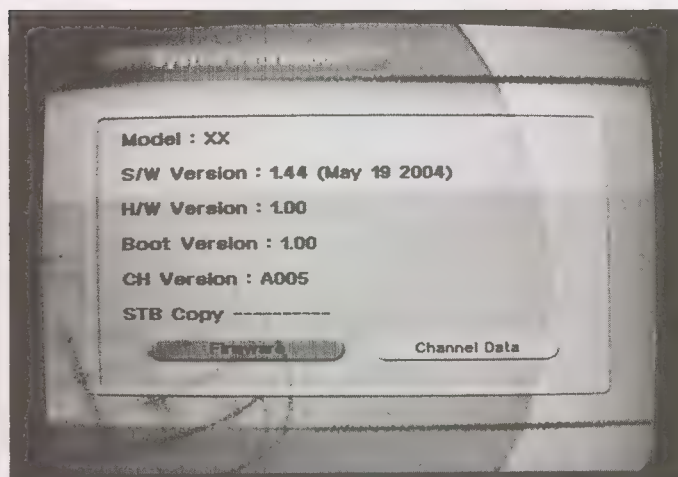 Model : XX
S/W Version : 1.44 (May 19 2004)
H/W Version : 1.00
Boot Version : 1.00
CH Version : A005
STB Copy ----------
Firmware
Channel Data